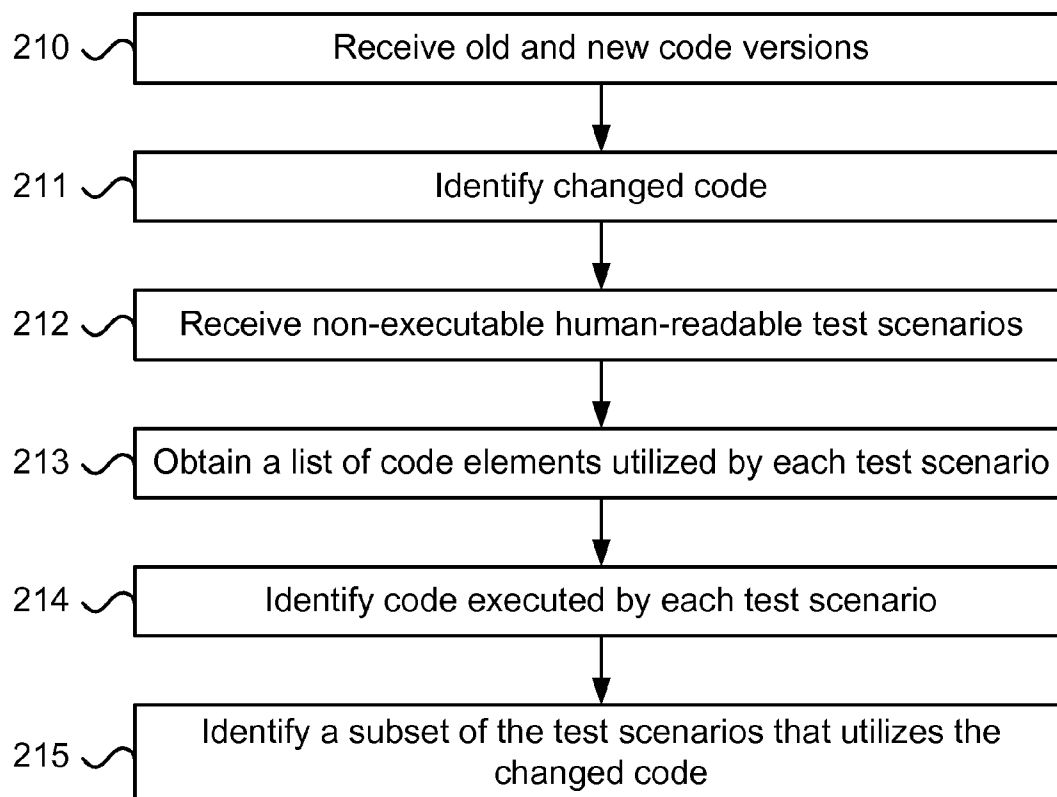 210 Receive old and new code versions
211 Identify changed code
212 Receive non-executable human-readable test scenarios
213 Obtain a list of code elements utilized by each test scenario
214 Identify code executed by each test scenario
215 Identify a subset of the test scenarios that utilizes the
changed code